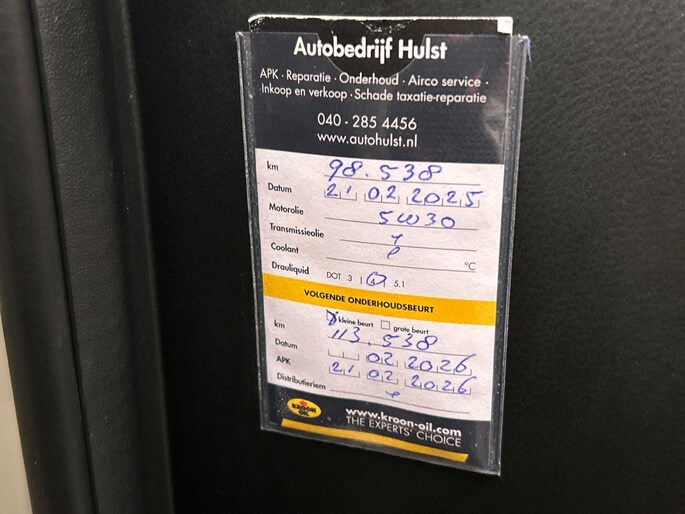 Autobedrijf Hulst
APK · Reparatie · Onderhoud · Airco service ·
Inkoop en verkoop · Schade taxatie-reparatie
040 - 285 4456
www.autohulst.nl
km 98.538
Datum 21 02 2025
Motorolie 5W30
Transmissieolie
Coolant °C
Drauliquid DOT 3 | 4 | 5.1
VOLGENDE ONDERHOUDSBEURT
kleine beurt grote beurt
km 113.538
Datum 02 2026
APK 21 02 2026
Distributieriem
KROON OIL
www.kroon-oil.com
THE EXPERTS' CHOICE